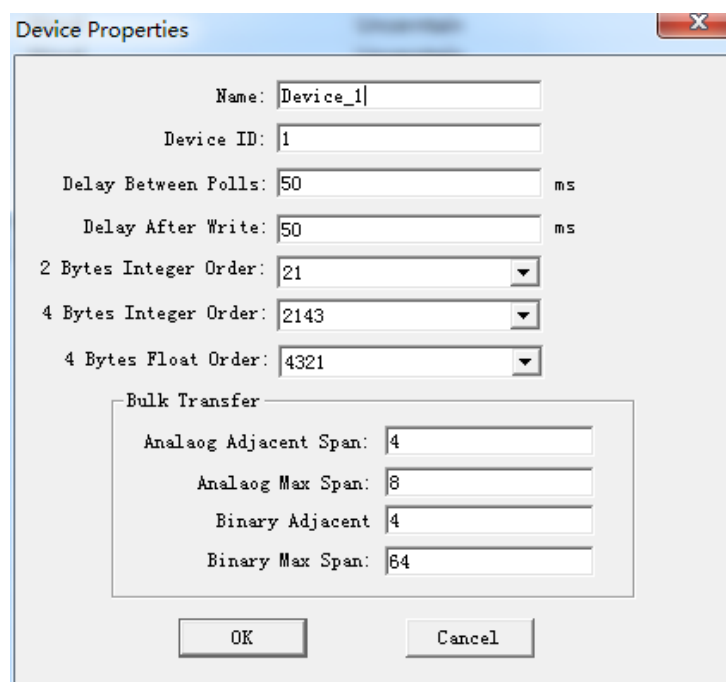 Device Properties
Name: Device_1
Device ID: 1
Delay Between Polls: 50 ms
Delay After Write: 50 ms
2 Bytes Integer Order: 21
4 Bytes Integer Order: 2143
4 Bytes Float Order: 4321
Bulk Transfer
Analaog Adjacent Span: 4
Analaog Max Span: 8
Binary Adjacent 4
Binary Max Span: 64
OK Cancel